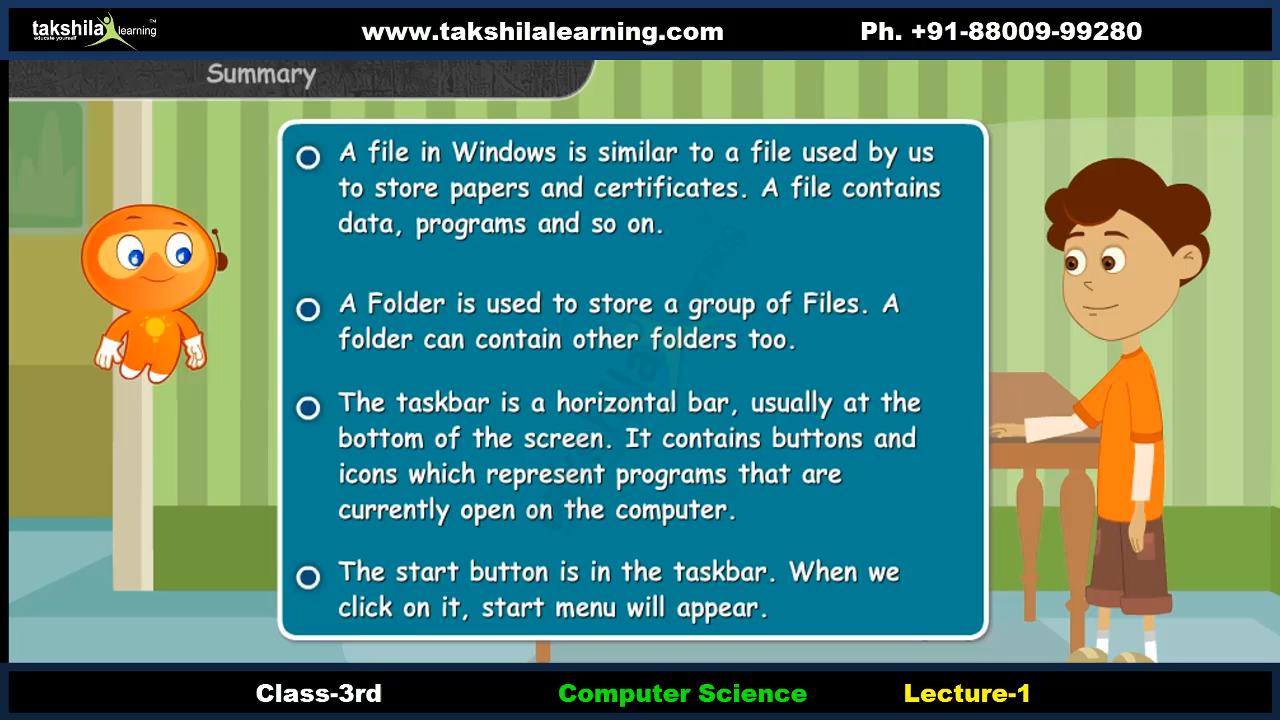 takshila learning
TM
educate yourself
www.takshilalearning.com
Ph. +91-88009-99280
Summary
A file in Windows is similar to a file used by us
to store papers and certificates. A file contains
data, programs and so on.
A Folder is used to store a group of Files. A
folder can contain other folders too.
The taskbar is a horizontal bar, usually at the
bottom of the screen. It contains buttons and
icons which represent programs that are
currently open on the computer.
The start button is in the taskbar. When we
click on it, start menu will appear.
Class-3rd
Computer Science
Lecture-1